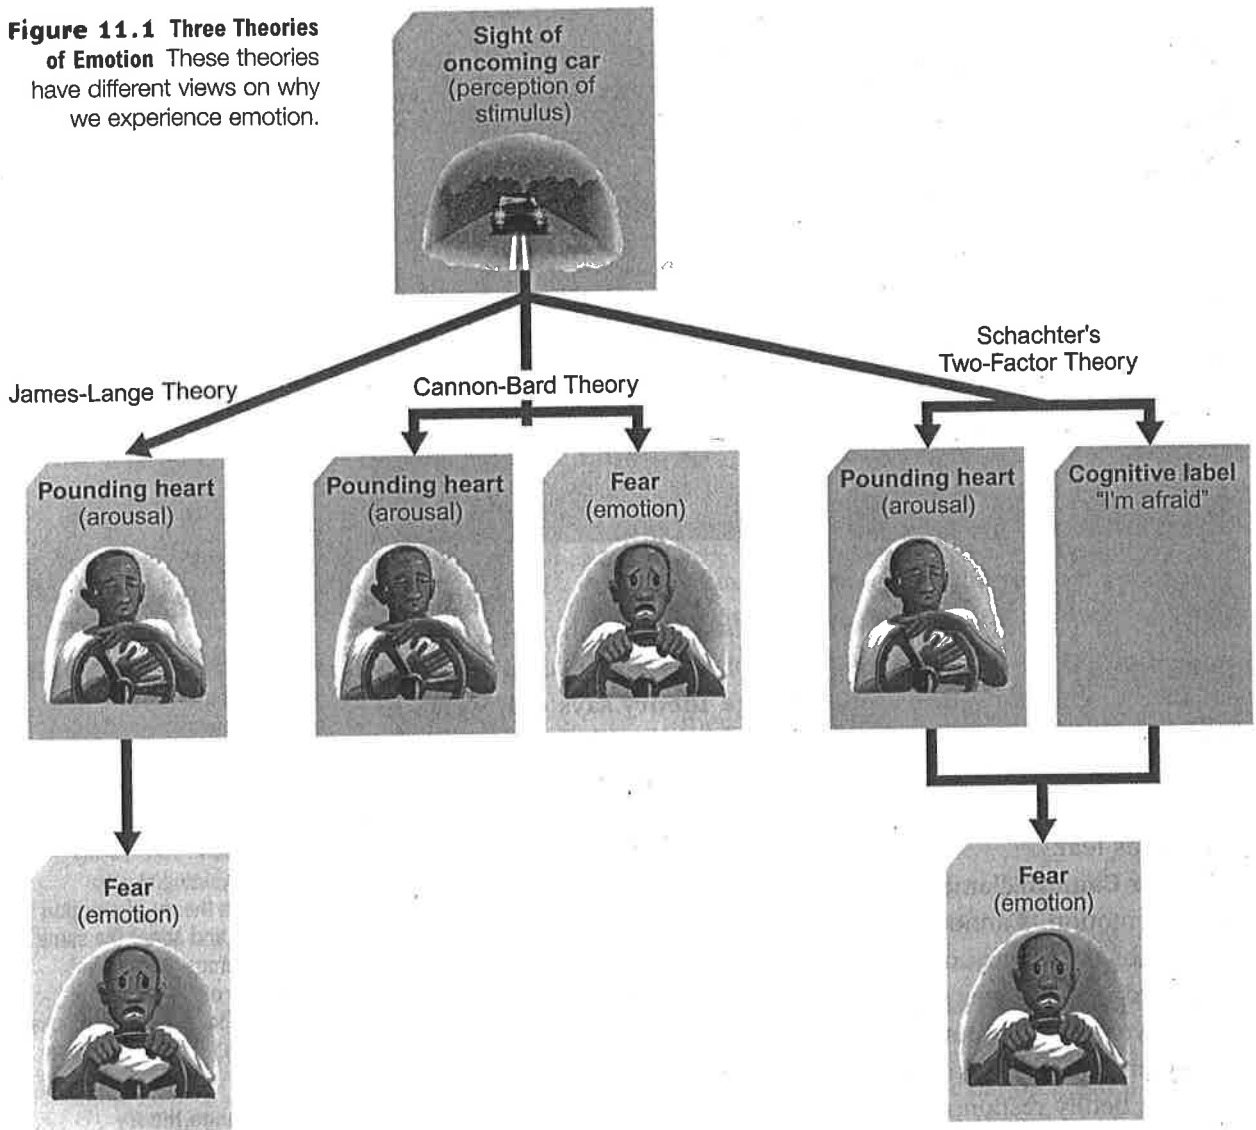 Figure 11.1 Three Theories
of Emotion These theories
have different views on why
we experience emotion.
Sight of
oncoming car
(perception of
stimulus)
James-Lange Theory
Cannon-Bard Theory
Schachter's
Two-Factor Theory
Pounding heart
(arousal)
Pounding heart
(arousal)
Fear
(emotion)
Pounding heart
(arousal)
Cognitive label
"I'm afraid"
Fear
(emotion)
Fear
(emotion)